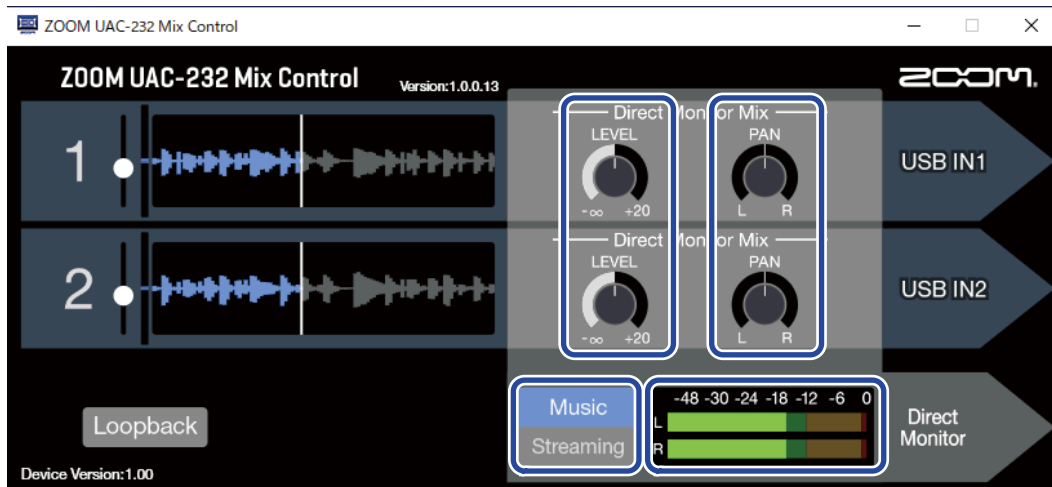 ZOOM UAC-232 Mix Control
ZOOM UAC-232 Mix Control
Version:1.0.0.13
ZOOM.
1
Direct Monitor Mix
LEVEL
PAN
-∞ +20
L R
USB IN1
2
Direct Monitor Mix
LEVEL
PAN
-∞ +20
L R
USB IN2
Loopback
Music
Streaming
-48 -30 -24 -18 -12 -6 0
L
R
Direct
Monitor
Device Version:1.00